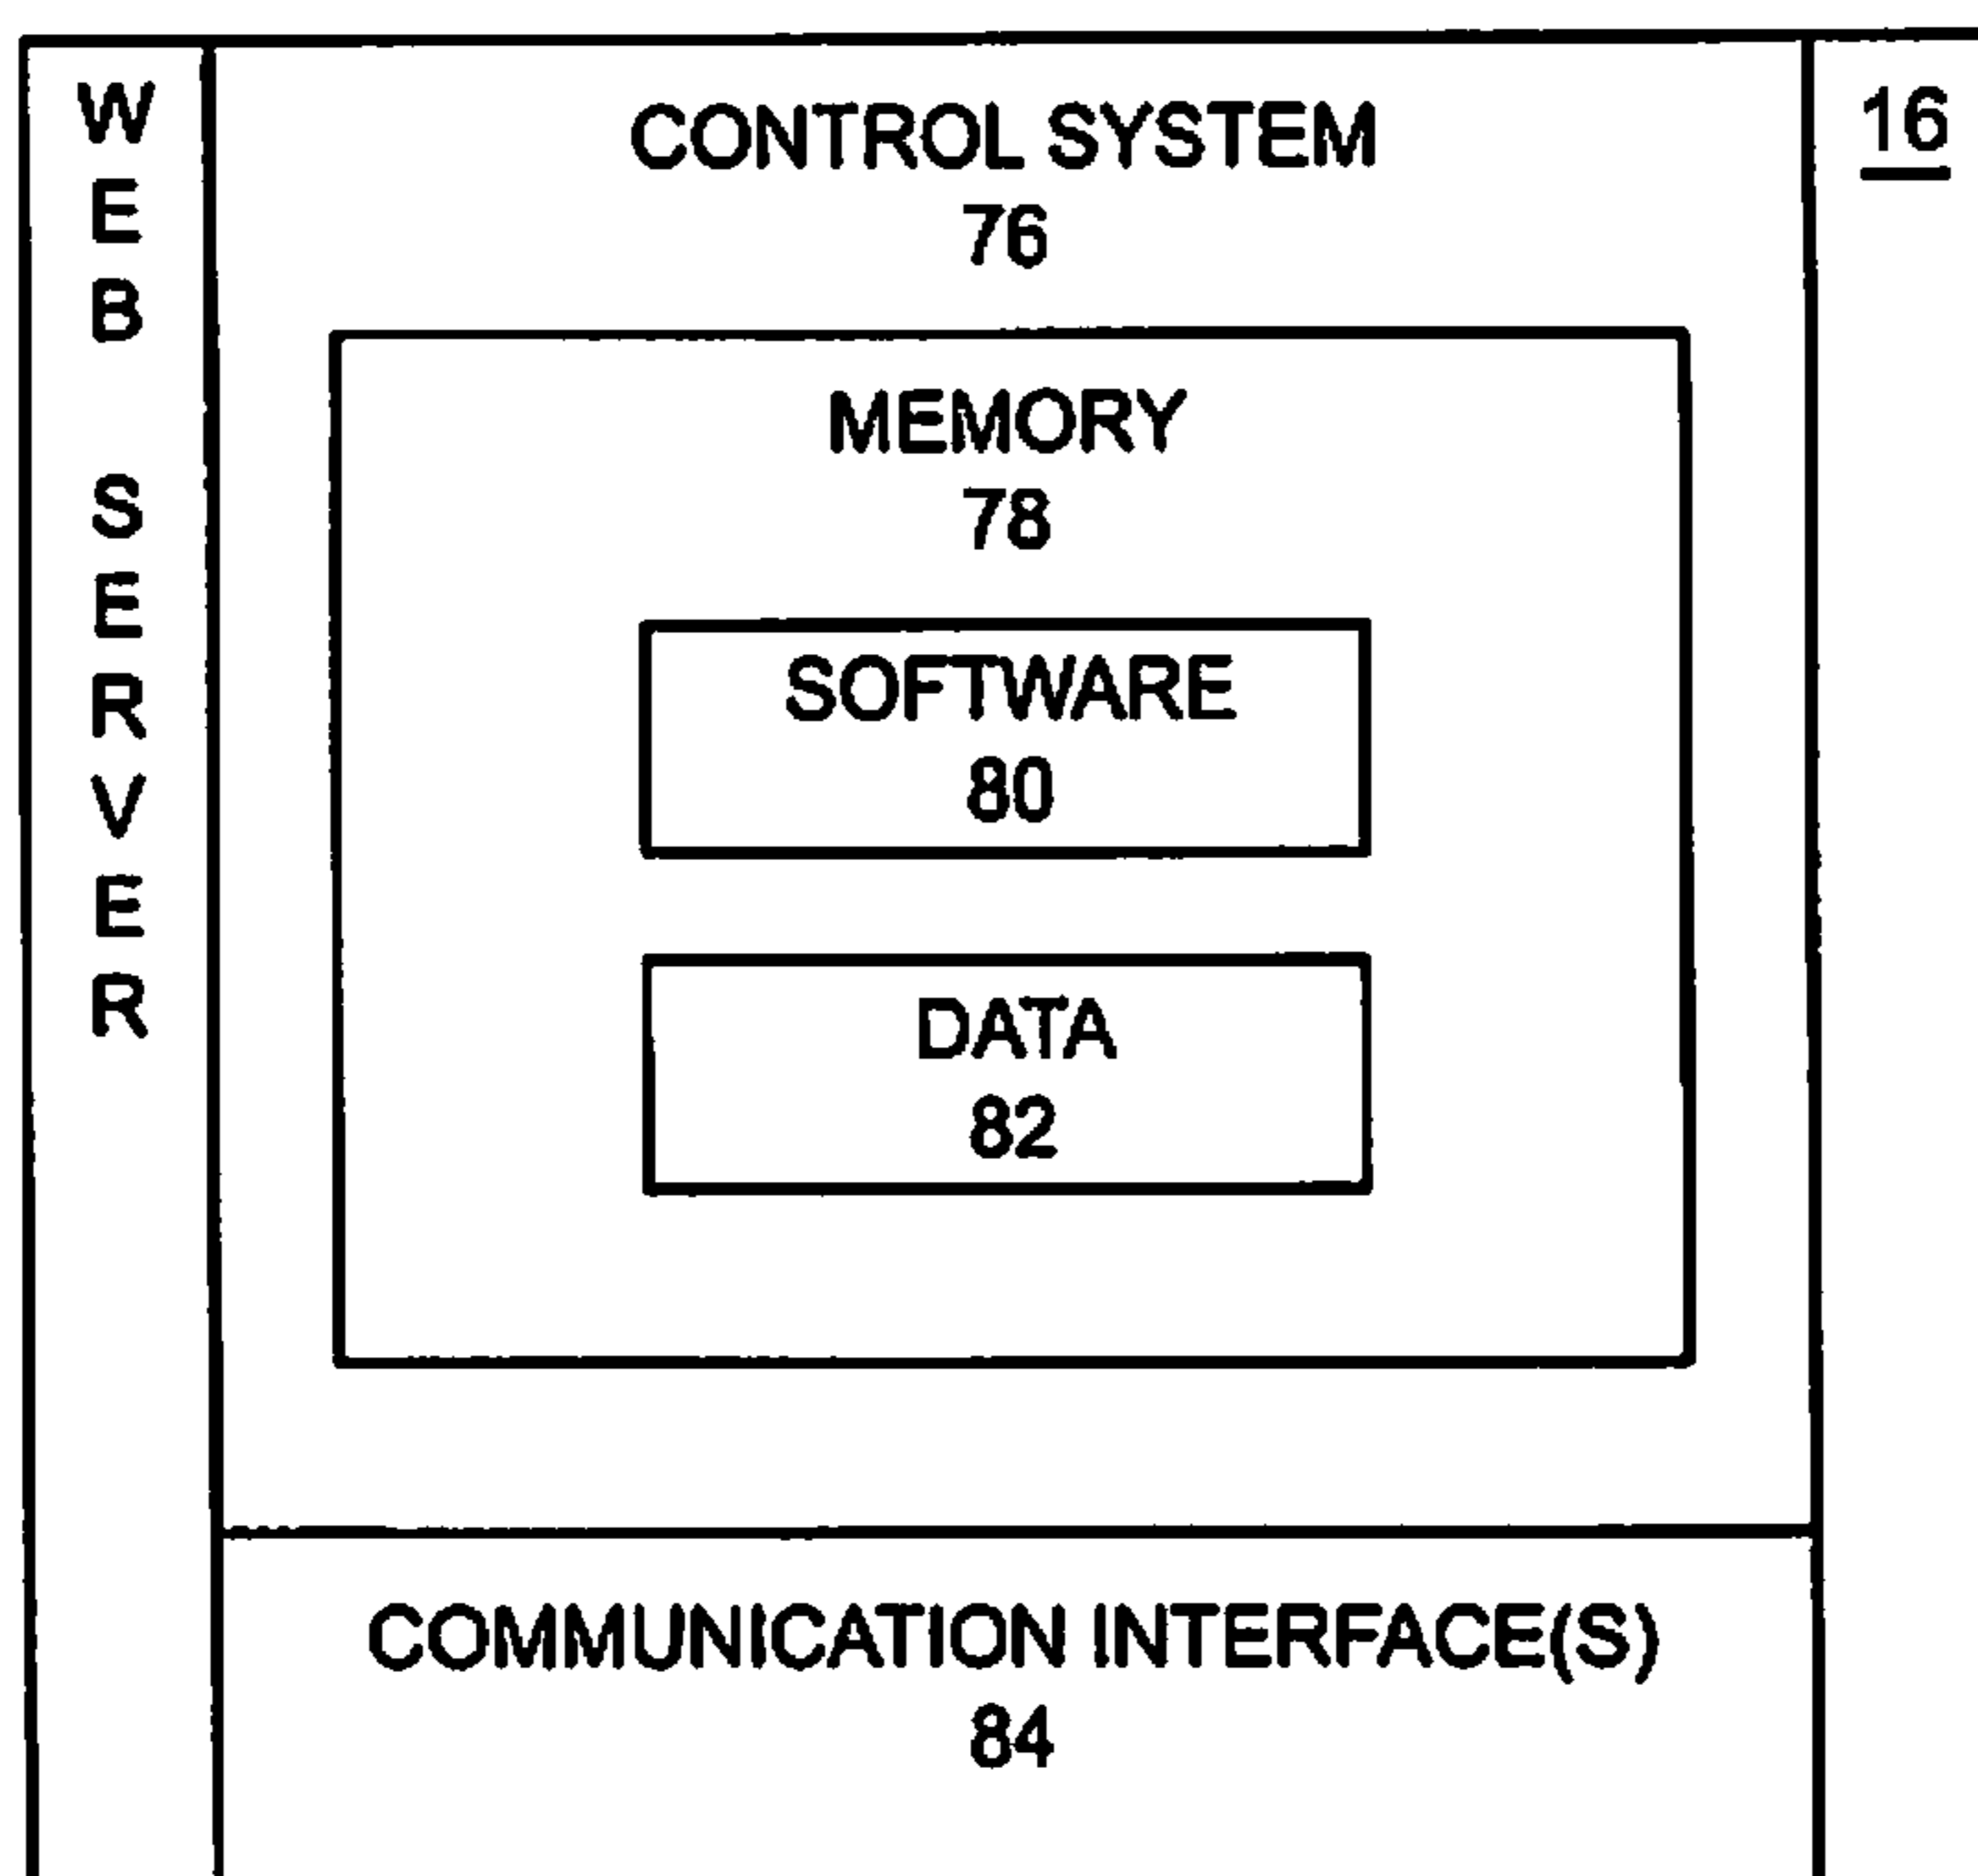 WEB SERVER
CONTROL SYSTEM
76
16
MEMORY
78
SOFTWARE
80
DATA
82
COMMUNICATION INTERFACE(S)
84